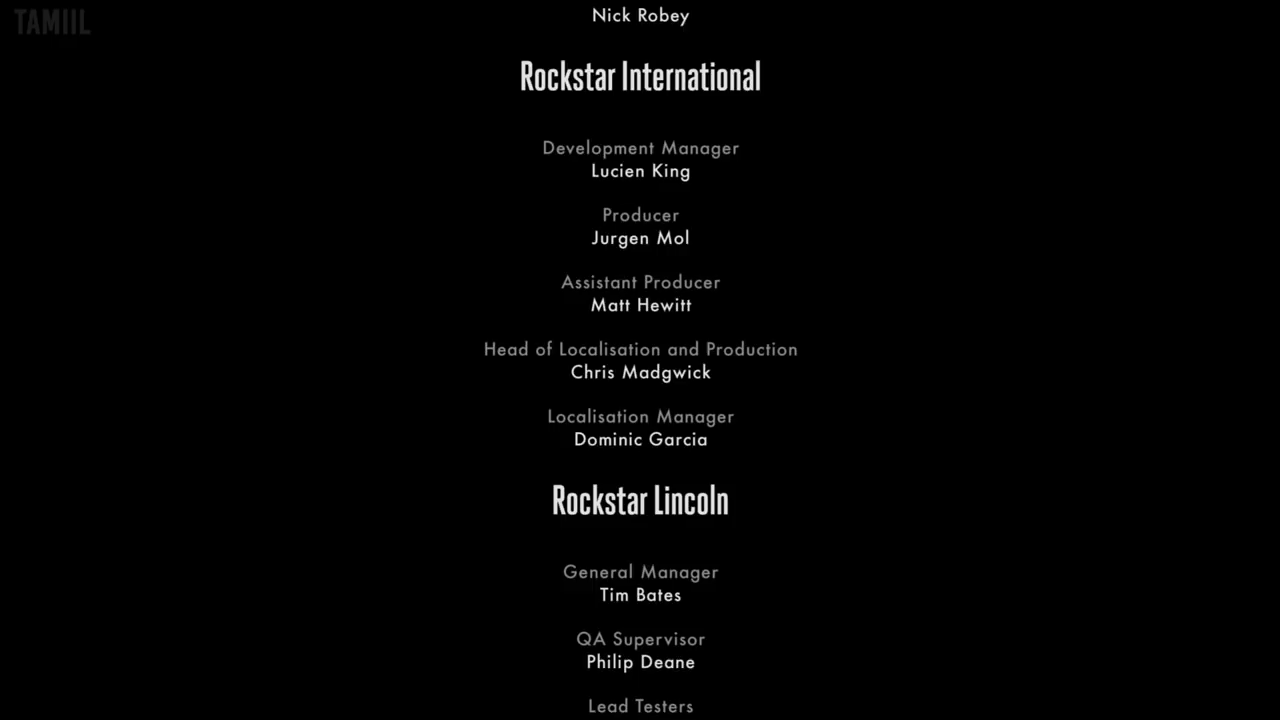 TAMIIL
Nick Robey
Rockstar International
Development Manager
Lucien King
Producer
Jurgen Mol
Assistant Producer
Matt Hewitt
Head of Localisation and Production
Chris Madgwick
Localisation Manager
Dominic Garcia
Rockstar Lincoln
General Manager
Tim Bates
QA Supervisor
Philip Deane
Lead Testers